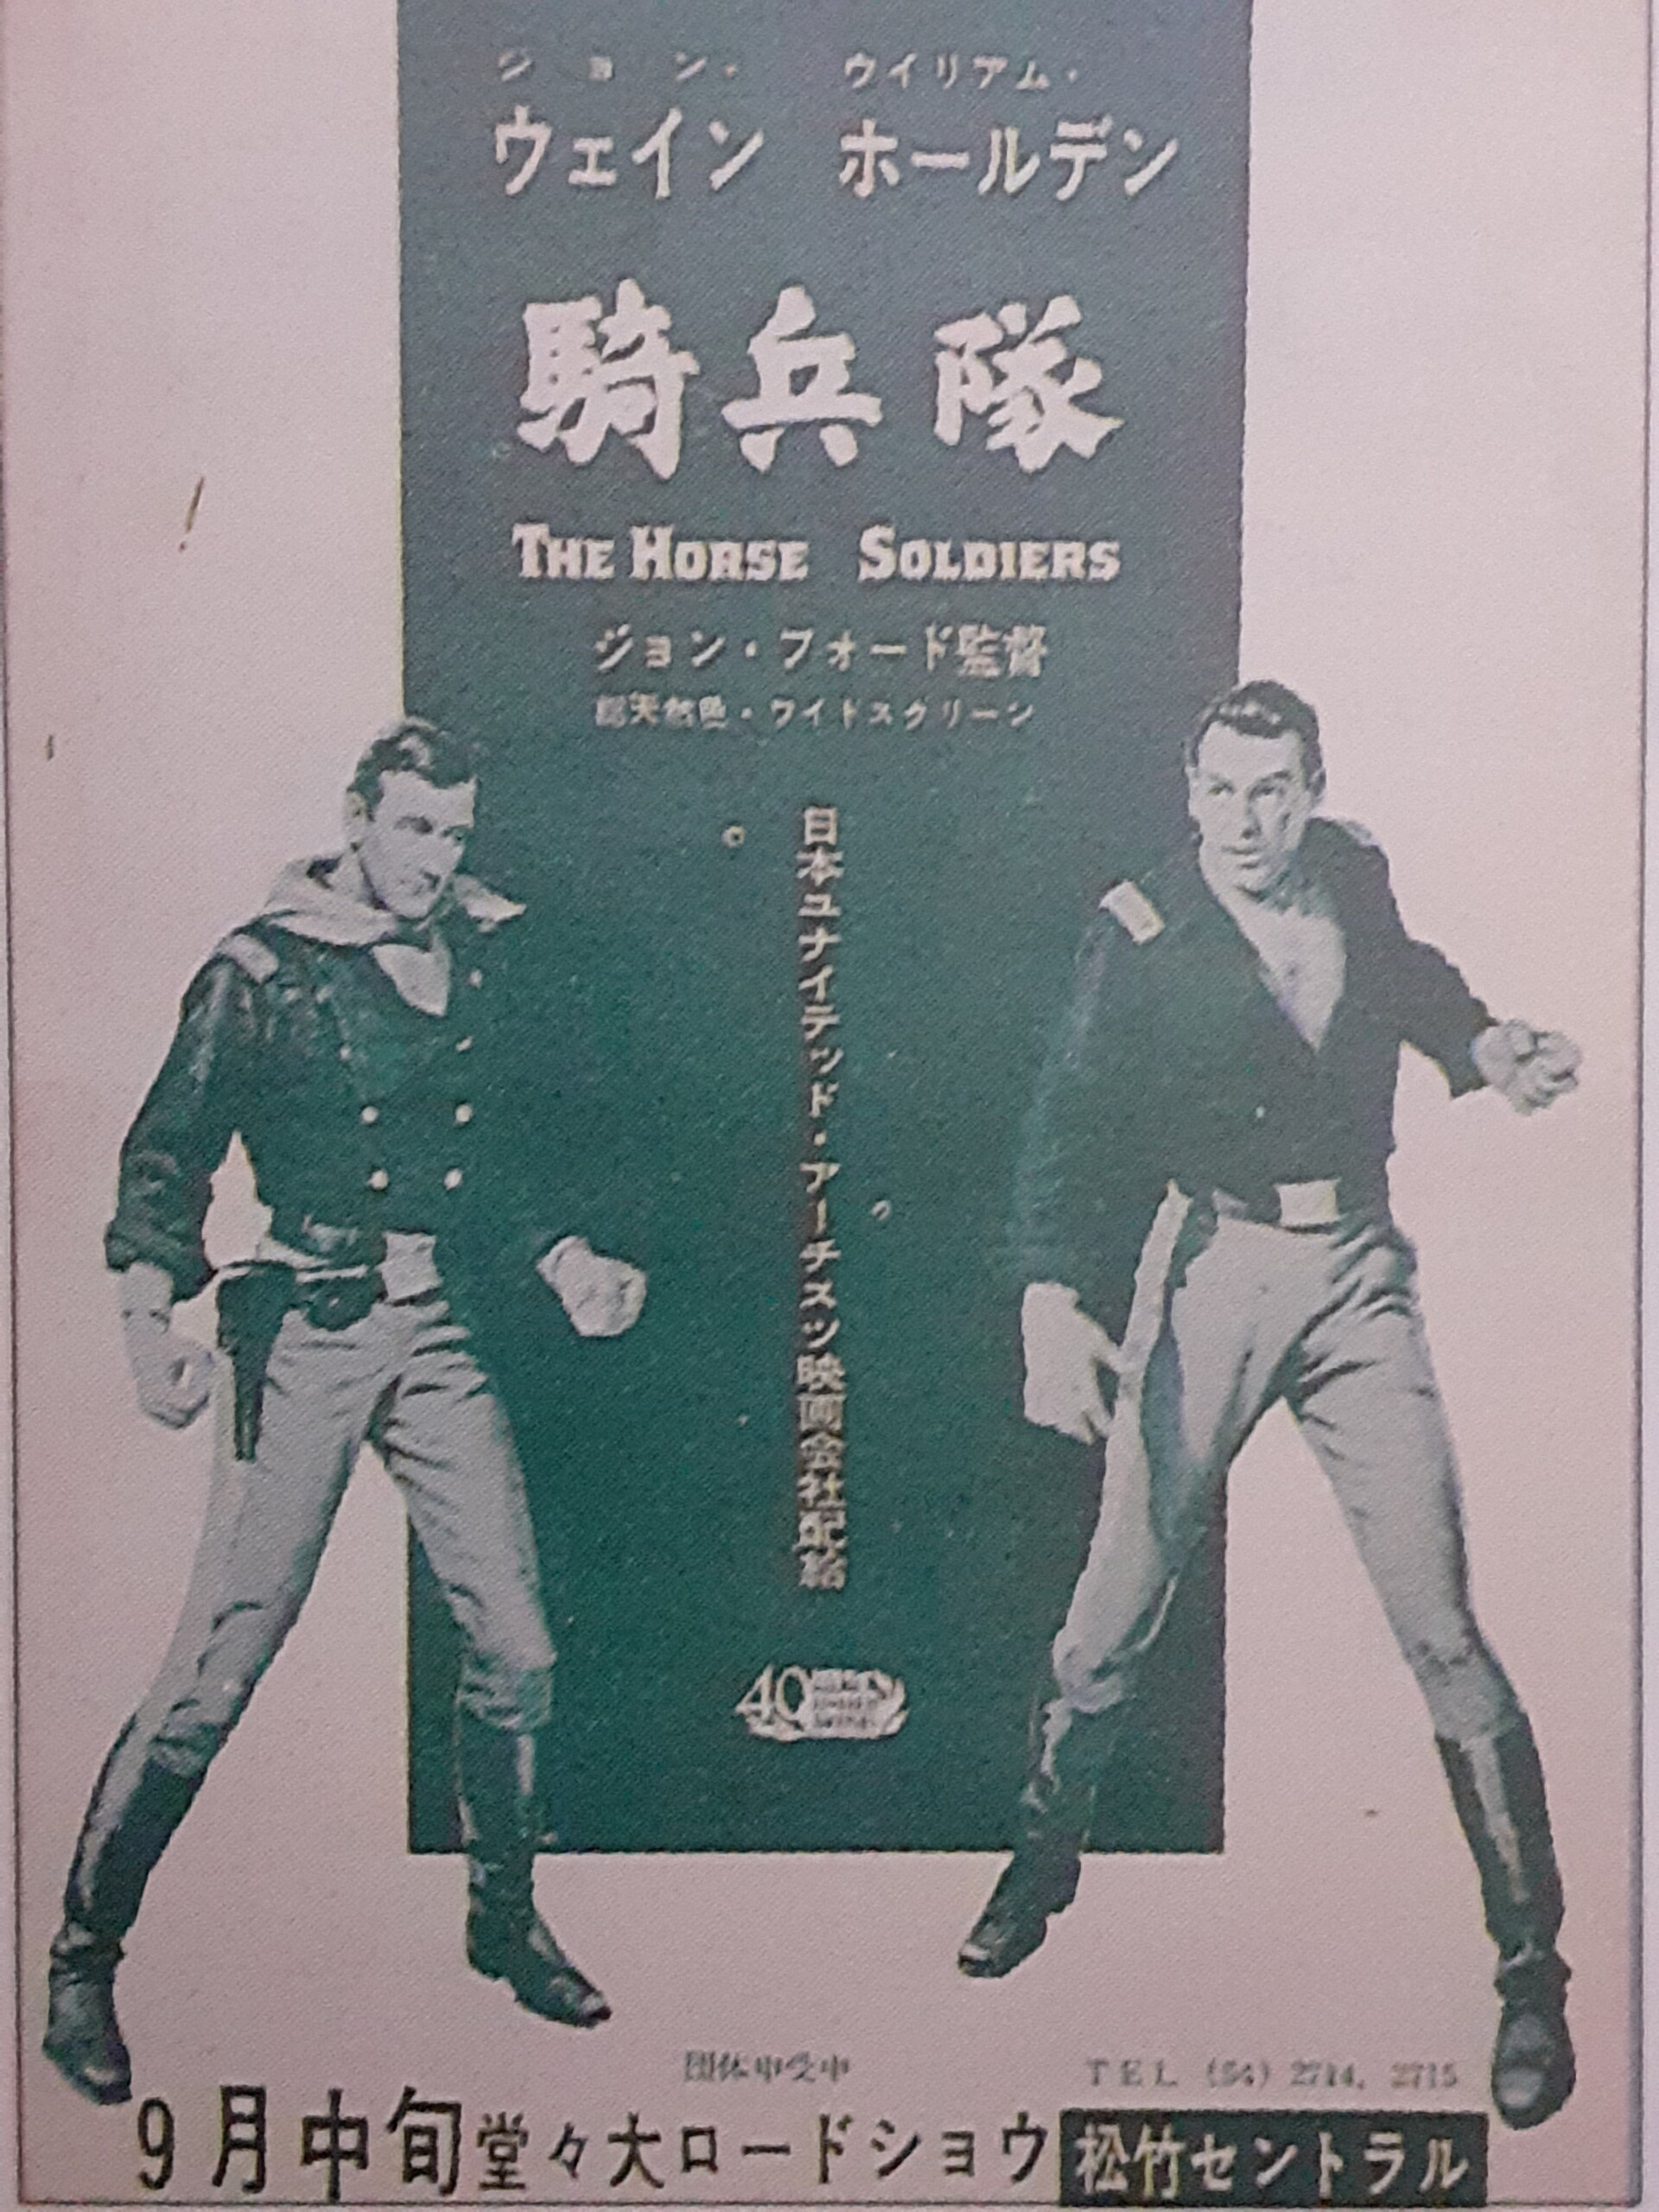 ジョン・ ウイリアム・
ウェイン ホールデン
騎兵隊
THE HORSE SOLDIERS
ジョン・フォード監督
総天然色・ワイドスクリーン
日本ユナイテッド・アーチスツ映画会社配給
40
団体申受中
TEL (54) 2714, 2715
9月中旬堂々大ロードショウ 松竹セントラル